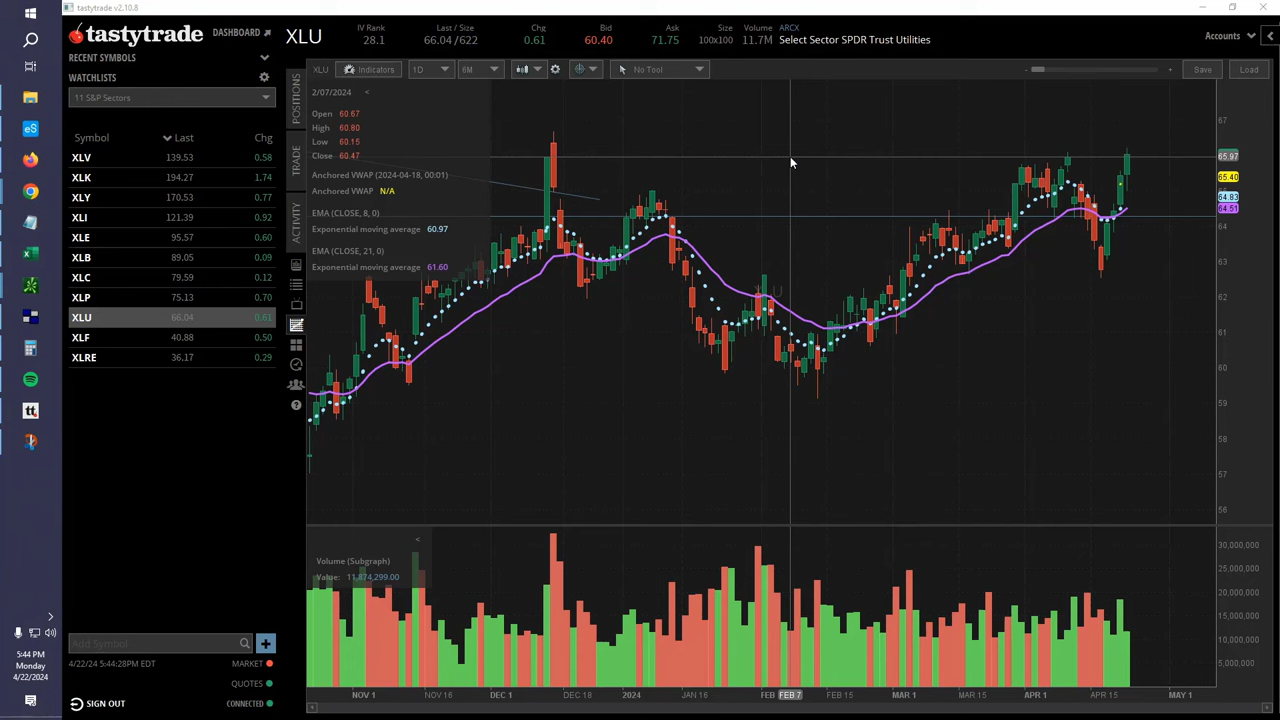 tastytrade v2.10.8
tastytrade
DASHBOARD
RECENT SYMBOLS
WATCHLISTS
11 S&P Sectors
Symbol Last Chg
XLV 139.53 0.58
XLK 194.27 1.74
XLY 170.53 0.77
XLI 121.39 0.92
XLE 95.57 0.60
XLB 89.05 0.09
XLC 79.59 0.12
XLP 75.13 0.70
XLU 66.04 0.61
XLF 40.88 0.50
XLRE 36.17 0.29
Add Symbol
4/22/24 5:44:28PM EDT
MARKET
QUOTES
SIGN OUT
CONNECTED
5:44 PM
Monday
4/22/2024
eS
tt
XLU
IV Rank Last / Size Chg Bid Ask Size Volume ARCX
28.1 66.04/622 0.61 60.40 71.75 100x100 11.7M Select Sector SPDR Trust Utilities
Accounts
POSITIONS
TRADE
ACTIVITY
XLU Indicators 1D 6M No Tool - + Save Load
2/07/2024 <
Open 60.67
High 60.80
Low 60.15
Close 60.47
Anchored VWAP (2024-04-18, 00:01)
Anchored VWAP N/A
EMA (CLOSE, 8, 0)
Exponential moving average 60.97
EMA (CLOSE, 21, 0)
Exponential moving average 61.60
XLU
67
65.97
65.40
65
64.83
64.51
64
63
62
61
60
59
58
57
56
<
Volume (Subgraph)
Value: 11,874,299.00
30,000,000
20,000,000
15,000,000
10,000,000
5,000,000
NOV 1 NOV 16 DEC 1 DEC 18 2024 JAN 16 FEB FEB 7 FEB 15 MAR 1 MAR 15 APR 1 APR 15 MAY 1